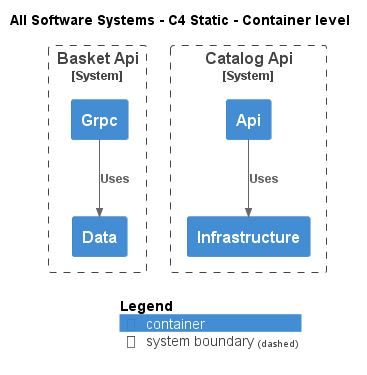 All Software Systems - C4 Static - Container level
Basket Api
[System]
Grpc
Uses
Data
Catalog Api
[System]
Api
Uses
Infrastructure
Legend
container
system boundary (dashed)